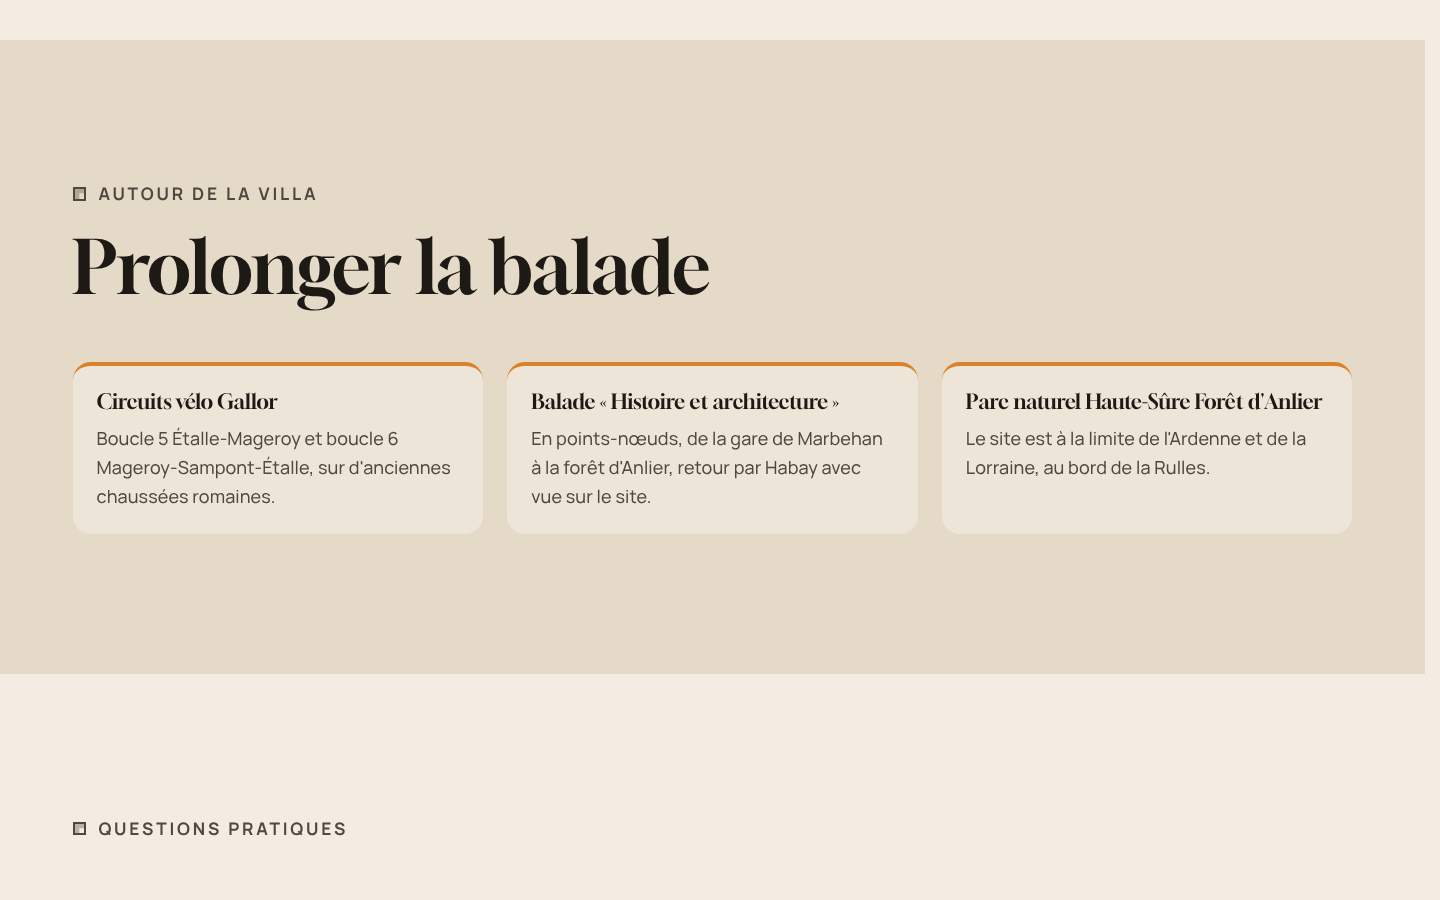 AUTOUR DE LA VILLA
Prolonger la balade
Circuits vélo Gallor
Boucle 5 Étalle-Mageroy et boucle 6
Mageroy-Sampont-Étalle, sur d'anciennes
chaussées romaines.
Balade « Histoire et architecture »
En points-nœuds, de la gare de Marbehan
à la forêt d'Anlier, retour par Habay avec
vue sur le site.
Parc naturel Haute-Sûre Forêt d'Anlier
Le site est à la limite de l'Ardenne et de la
Lorraine, au bord de la Rulles.
QUESTIONS PRATIQUES